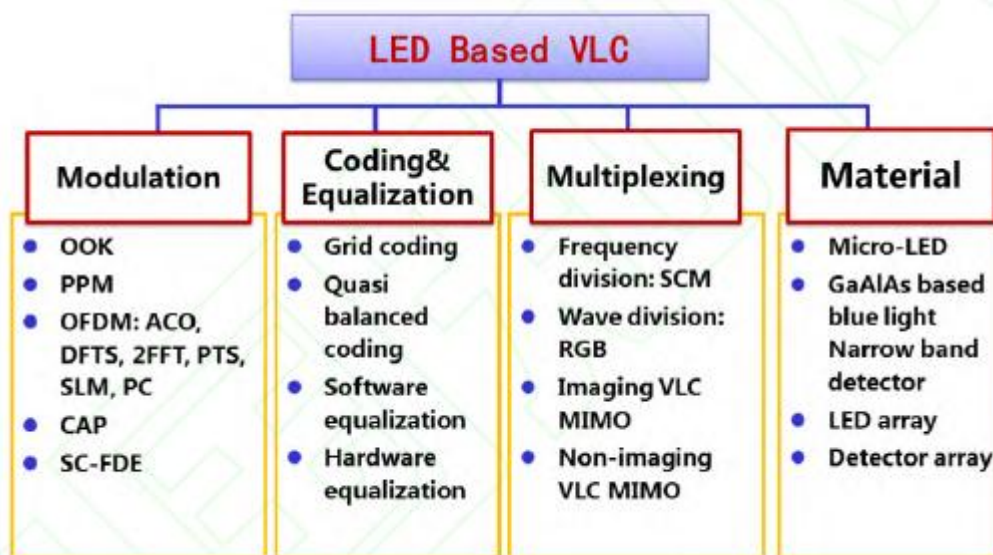 LED Based VLC
Modulation
OOK
PPM
OFDM: ACO,
DFTS, 2FFT, PTS,
SLM, PC
CAP
SC-FDE
Coding&
Equalization
Grid coding
Quasi
balanced
coding
Software
equalization
Hardware
equalization
Multiplexing
Frequency
division: SCM
Wave division:
RGB
Imaging VLC
MIMO
Non-imaging
VLC MIMO
Material
Micro-LED
GaAlAs based
blue light
Narrow band
detector
LED array
Detector array